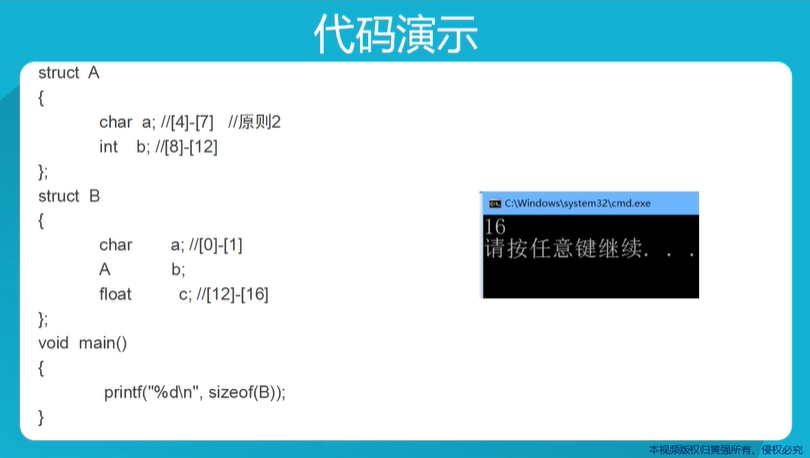 代码演示
struct A
{
char a; //[4]-[7] //原则2
int b; //[8]-[12]
};
struct B
{
char a; //[0]-[1]
A b;
float c; //[12]-[16]
};
void main()
{
printf("%d\n", sizeof(B));
}
C:\Windows\system32\cmd.exe
16
请按任意键继续. . .
本视频版权归黄强所有、侵权必究